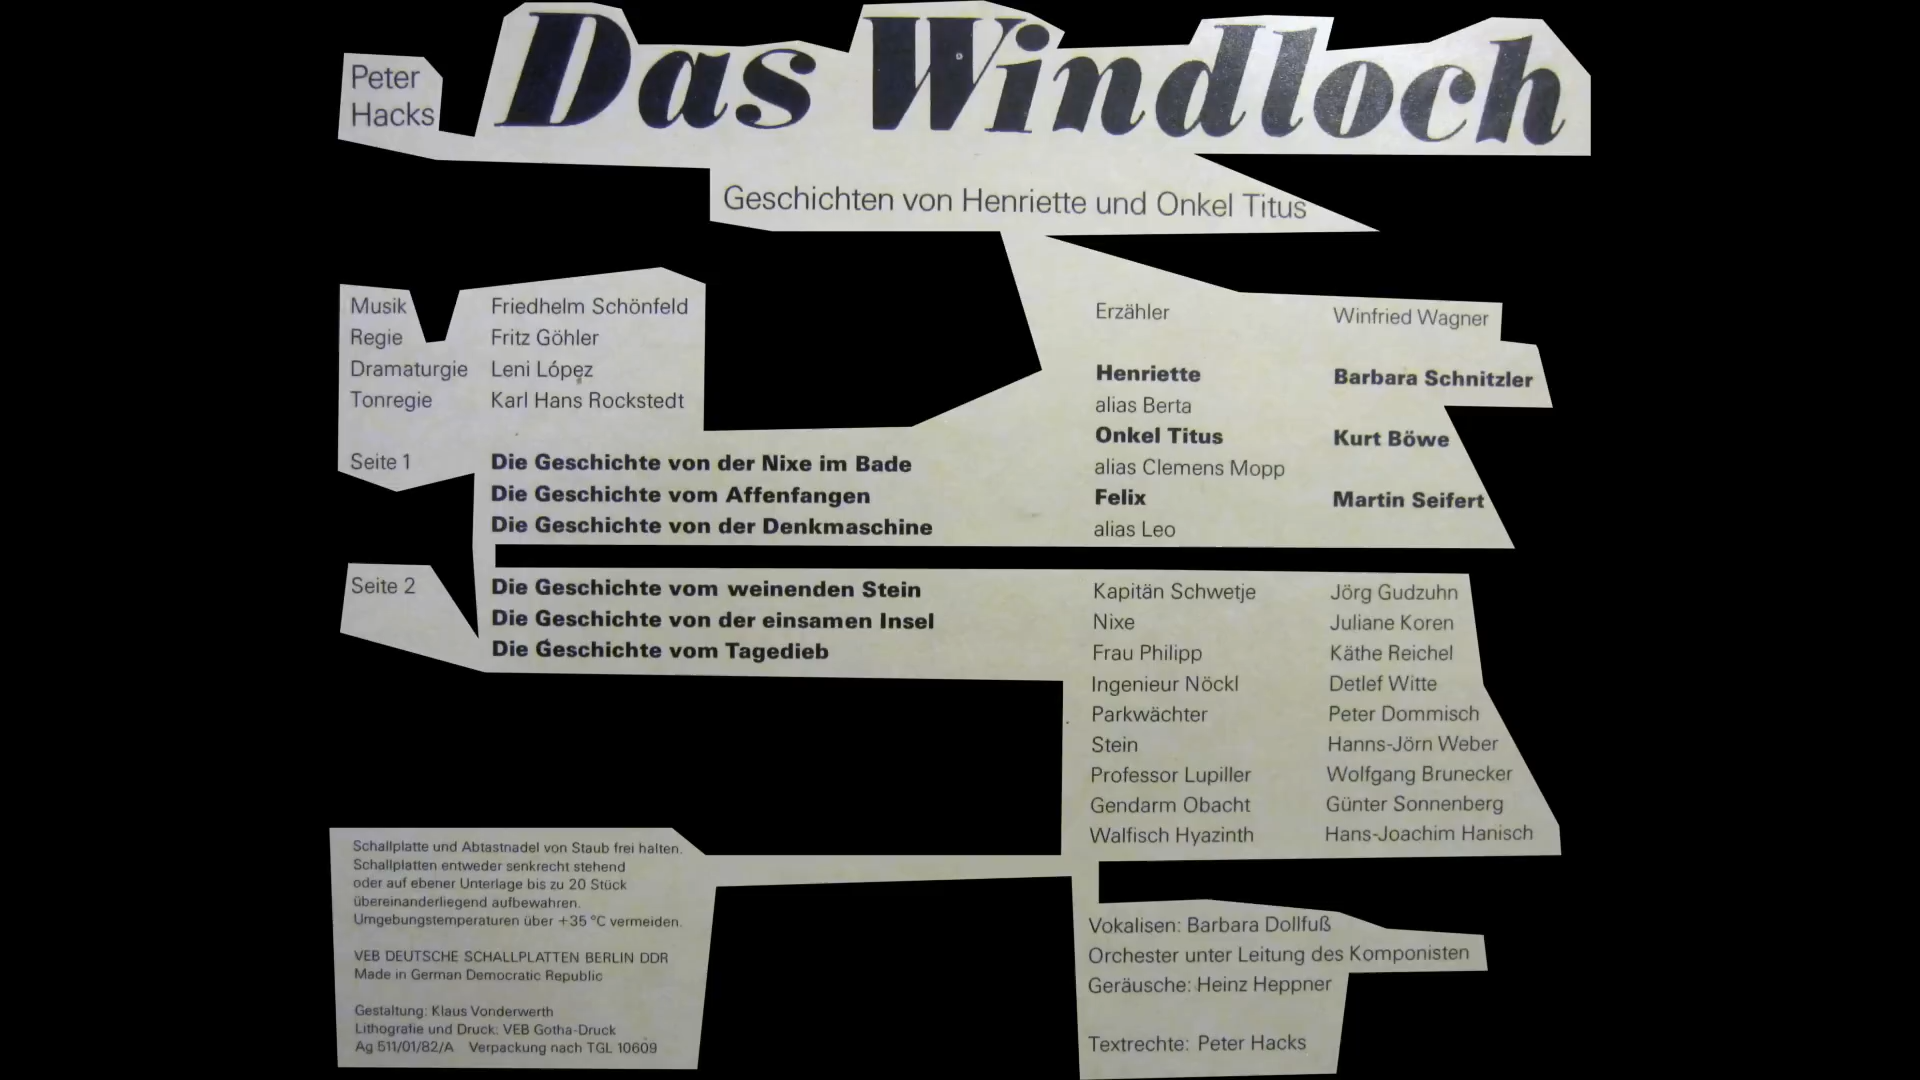 Peter
Hacks
Das Windloch
Geschichten von Henriette und Onkel Titus
Musik Friedhelm Schönfeld
Regie Fritz Göhler
Dramaturgie Leni López
Tonregie Karl Hans Rockstedt
Seite 1 Die Geschichte von der Nixe im Bade
Die Geschichte vom Affenfangen
Die Geschichte von der Denkmaschine
Seite 2 Die Geschichte vom weinenden Stein
Die Geschichte von der einsamen Insel
Die Geschichte vom Tagedieb
Erzähler Winfried Wagner
Henriette Barbara Schnitzler
alias Berta
Onkel Titus Kurt Böwe
alias Clemens Mopp
Felix Martin Seifert
alias Leo
Kapitän Schwetje Jörg Gudzuhn
Nixe Juliane Koren
Frau Philipp Käthe Reichel
Ingenieur Nöckl Detlef Witte
Parkwächter Peter Dommisch
Stein Hanns-Jörn Weber
Professor Lupiller Wolfgang Brunecker
Gendarm Obacht Günter Sonnenberg
Walfisch Hyazinth Hans-Joachim Hanisch
Schallplatte und Abtastnadel von Staub frei halten.
Schallplatten entweder senkrecht stehend
oder auf ebener Unterlage bis zu 20 Stück
übereinanderliegend aufbewahren.
Umgebungstemperaturen über +35 °C vermeiden.
VEB DEUTSCHE SCHALLPLATTEN BERLIN DDR
Made in German Democratic Republic
Gestaltung: Klaus Vonderwerth
Lithografie und Druck: VEB Gotha-Druck
Ag 511/01/82/A Verpackung nach TGL 10609
Vokalisen: Barbara Dollfuß
Orchester unter Leitung des Komponisten
Geräusche: Heinz Heppner
Textrechte: Peter Hacks